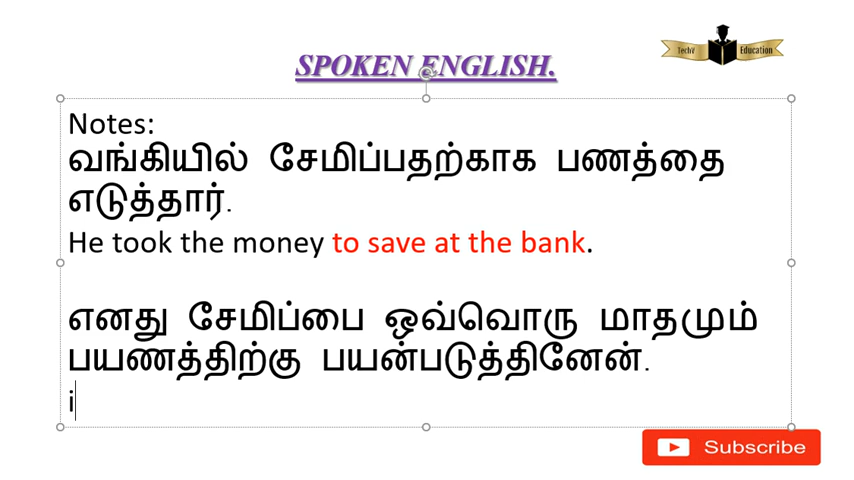 TechV Education
SPOKEN ENGLISH.
Notes:
வங்கியில் சேமிப்பதற்காக பணத்தை
எடுத்தார்.
He took the money to save at the bank.
எனது சேமிப்பை ஒவ்வொரு மாதமும்
பயணத்திற்கு பயன்படுத்தினேன்.
i
Subscribe